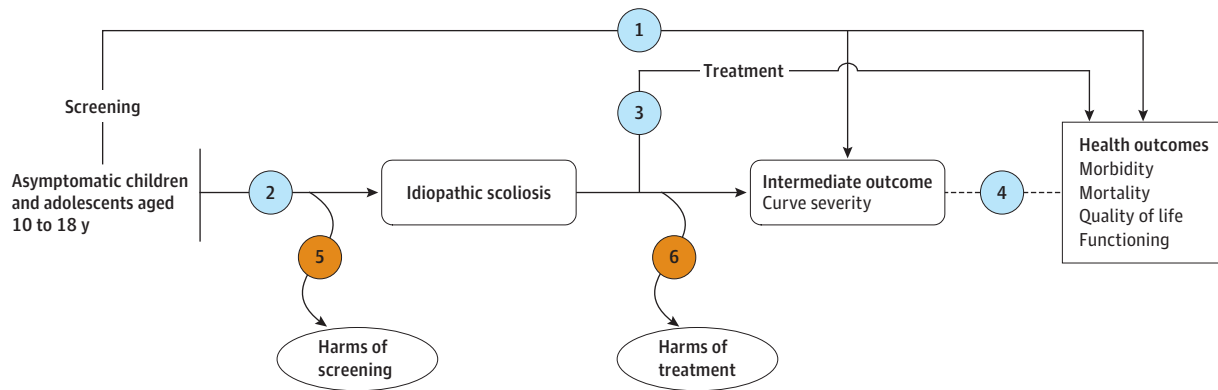 1
Treatment
Screening
3
Health outcomes
Morbidity
Mortality
Quality of life
Functioning
Asymptomatic children
and adolescents aged
10 to 18 y
2
Idiopathic scoliosis
Intermediate outcome
Curve severity
4
5
6
Harms of
screening
Harms of
treatment